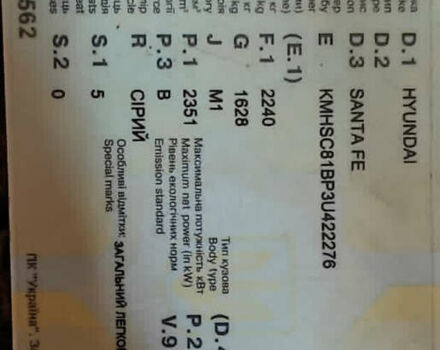 D.1 HYUNDAI
D.2
D.3 SANTA FE
E KMHSC81BP3U422276
(E.1)
F.1 2240
G 1628
J M1 Тип кузова
Body type (D.4
P.1 2351 Максимальна потужність кВт
Maximum net power (in kW) P.2
P.3 B Рівень екологічних норм
Emission standard V.9
R СІРИЙ
S.1 5 Особливі відмітки: ЗАГАЛЬНИЙ ЛЕГКО
Special marks
S.2 0
562 ПК "Україна". З